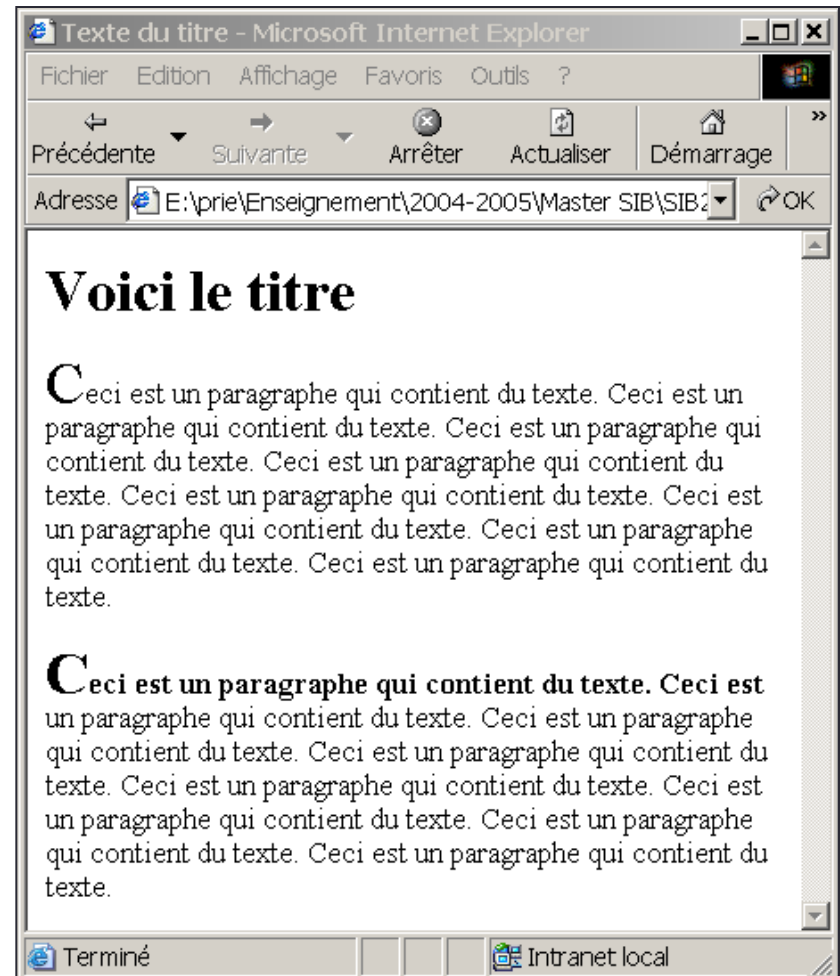 Texte du titre - Microsoft Internet Explorer
Fichier Edition Affichage Favoris Outils ?
Précédente Suivante Arrêter Actualiser Démarrage »
Adresse E:\prie\Enseignement\2004-2005\Master SIB\SIB2 OK
Voici le titre
Ceci est un paragraphe qui contient du texte. Ceci est un
paragraphe qui contient du texte. Ceci est un paragraphe qui
contient du texte. Ceci est un paragraphe qui contient du
texte. Ceci est un paragraphe qui contient du texte. Ceci est
un paragraphe qui contient du texte. Ceci est un paragraphe
qui contient du texte. Ceci est un paragraphe qui contient du
texte.
Ceci est un paragraphe qui contient du texte. Ceci est
un paragraphe qui contient du texte. Ceci est un paragraphe
qui contient du texte. Ceci est un paragraphe qui contient du
texte. Ceci est un paragraphe qui contient du texte. Ceci est
un paragraphe qui contient du texte. Ceci est un paragraphe
qui contient du texte. Ceci est un paragraphe qui contient du
texte.
Terminé Intranet local